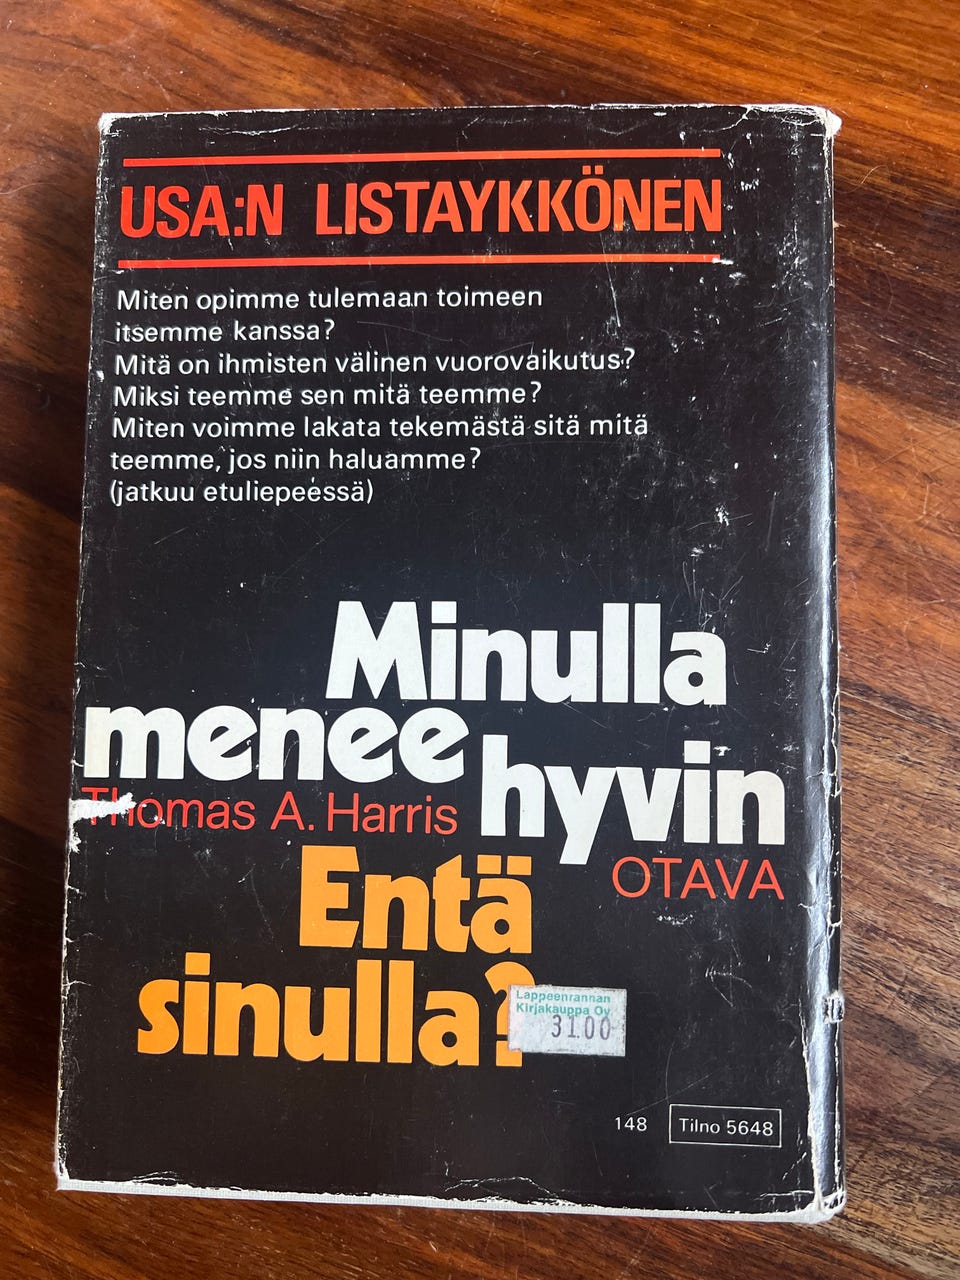 USA:N LISTAYKKÖNEN
Miten opimme tulemaan toimeen
itsemme kanssa?
Mitä on ihmisten välinen vuorovaikutus?
Miksi teemme sen mitä teemme?
Miten voimme lakata tekemästä sitä mitä
teemme, jos niin haluamme?
(jatkuu etuliepeessä)
Minulla
menee
hyvin
Thomas A. Harris
OTAVA
Entä
sinulla?
Lappeenrannan
Kirjakauppa Oy
31.00
148 Tilno 5648